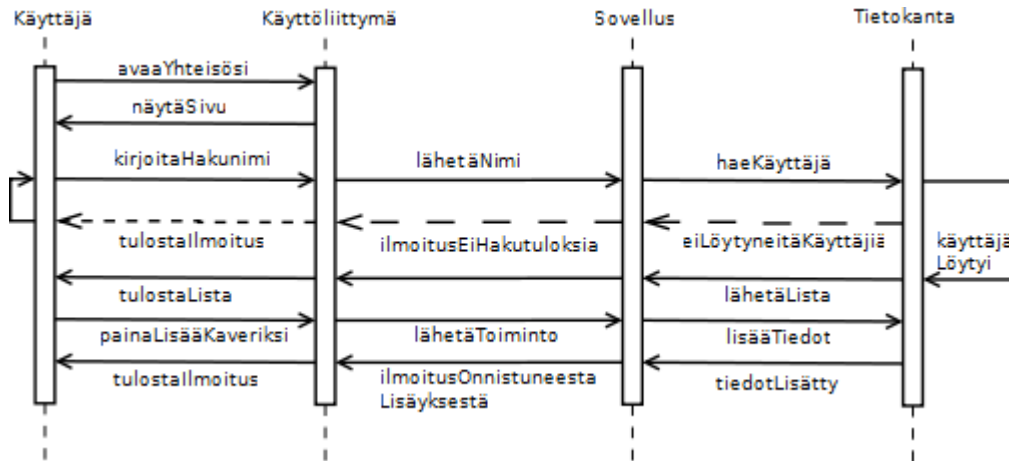 Käyttäjä
Käyttöliittymä
Sovellus
Tietokanta
avaaYhteisösi
näytäSivu
kirjoitaHakunimi
lähetäNimi
haeKäyttäjä
tulostaIlmoitus
ilmoitusEiHakutuloksia
eiLöytyneitäKäyttäjiä
käyttäjä
Löytyi
tulostaLista
lähetäLista
painaLisääKaveriksi
lähetäToiminto
lisääTiedot
tulostaIlmoitus
ilmoitusOnnistuneesta
Lisäyksestä
tiedotLisätty